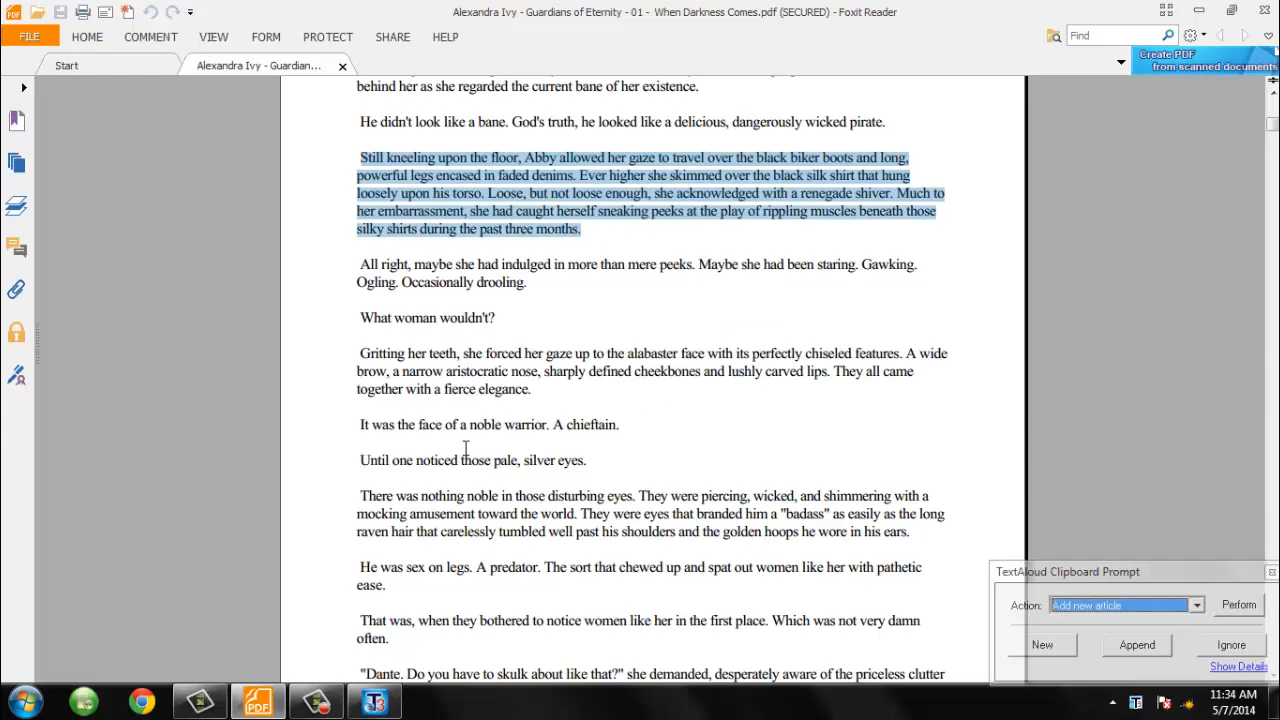 Alexandra Ivy - Guardians of Eternity - 01 - When Darkness Comes.pdf (SECURED) - Foxit Reader
FILE HOME COMMENT VIEW FORM PROTECT SHARE HELP Find
Start Alexandra Ivy - Guardian... Create PDF
from scanned documents
behind her as she regarded the current bane of her existence.
He didn't look like a bane. God's truth, he looked like a delicious, dangerously wicked pirate.
Still kneeling upon the floor, Abby allowed her gaze to travel over the black biker boots and long,
powerful legs encased in faded denims. Ever higher she skimmed over the black silk shirt that hung
loosely upon his torso. Loose, but not loose enough, she acknowledged with a renegade shiver. Much to
her embarrassment, she had caught herself sneaking peeks at the play of rippling muscles beneath those
silky shirts during the past three months.
All right, maybe she had indulged in more than mere peeks. Maybe she had been staring. Gawking.
Ogling. Occasionally drooling.
What woman wouldn't?
Gritting her teeth, she forced her gaze up to the alabaster face with its perfectly chiseled features. A wide
brow, a narrow aristocratic nose, sharply defined cheekbones and lushly carved lips. They all came
together with a fierce elegance.
It was the face of a noble warrior. A chieftain.
Until one noticed those pale, silver eyes.
There was nothing noble in those disturbing eyes. They were piercing, wicked, and shimmering with a
mocking amusement toward the world. They were eyes that branded him a "badass" as easily as the long
raven hair that carelessly tumbled well past his shoulders and the golden hoops he wore in his ears.
He was sex on legs. A predator. The sort that chewed up and spat out women like her with pathetic
ease.
That was, when they bothered to notice women like her in the first place. Which was not very damn
often.
"Dante. Do you have to skulk about like that?" she demanded, desperately aware of the priceless clutter
TextAloud Clipboard Prompt
Action: Add new article Perform
New Append Ignore
Show Details
11:34 AM
5/7/2014